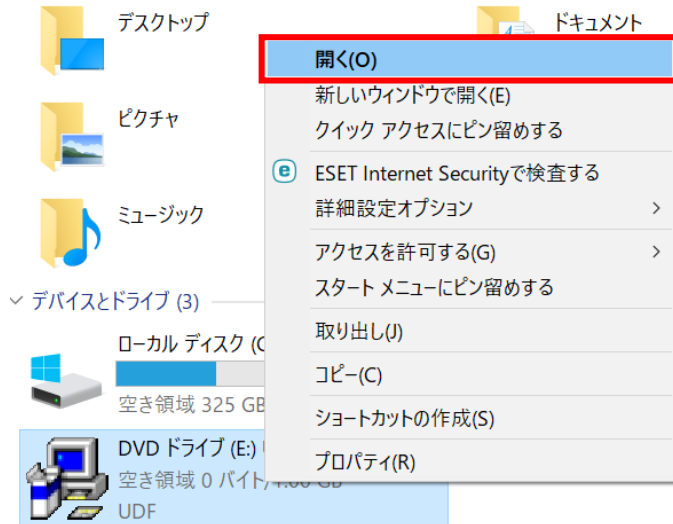 デスクトップ
ドキュメント
ピクチャ
ミュージック
開く(O)
新しいウィンドウで開く(E)
クイック アクセスにピン留めする
ESET Internet Securityで検査する
詳細設定オプション
アクセスを許可する(G)
スタート メニューにピン留めする
取り出し(J)
コピー(C)
ショートカットの作成(S)
プロパティ(R)
デバイスとドライブ (3)
ローカル ディスク (C
空き領域 325 GB
DVD ドライブ (E:)
空き領域 0 バイト/4.00 GB
UDF